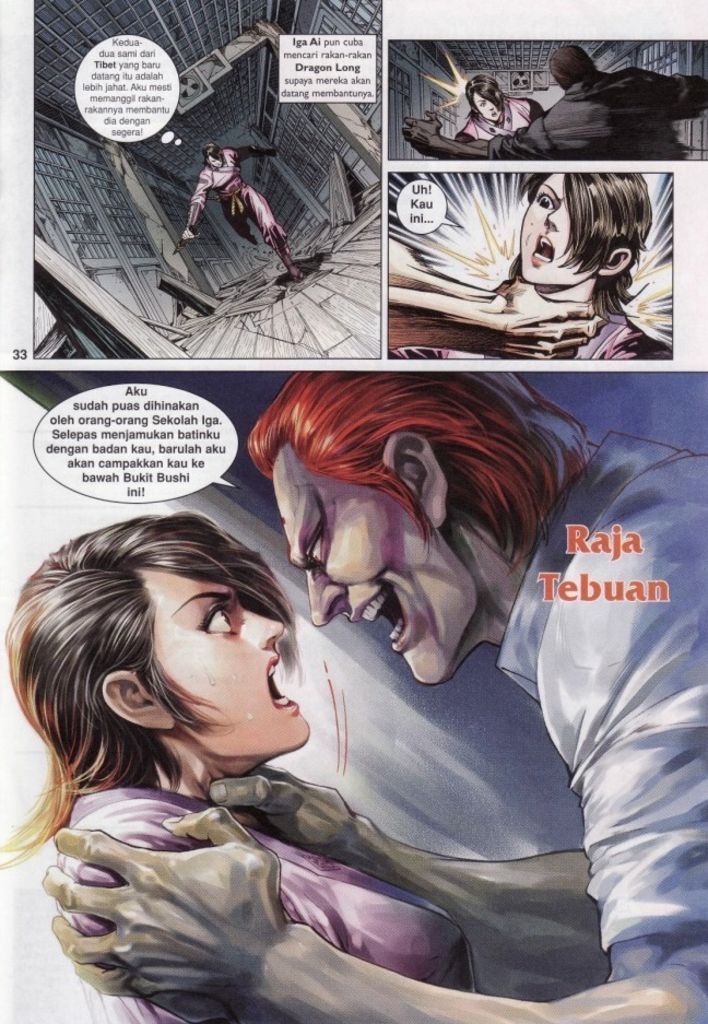 Kedua-
dua sami dari
Tibet yang baru
datang itu adalah
lebih jahat. Aku mesti
memanggil rakan-
rakannya membantu
dia dengan
segera!
Iga Ai pun cuba
mencari rakan-rakan
Dragon Long
supaya mereka akan
datang membantunya.
Uh!
Kau
ini...
33
Aku
sudah puas dihinakan
oleh orang-orang Sekolah Iga.
Selepas menjamukan batinku
dengan badan kau, barulah aku
akan campakkan kau ke
bawah Bukit Bushi
ini!
Raja
Tebuan